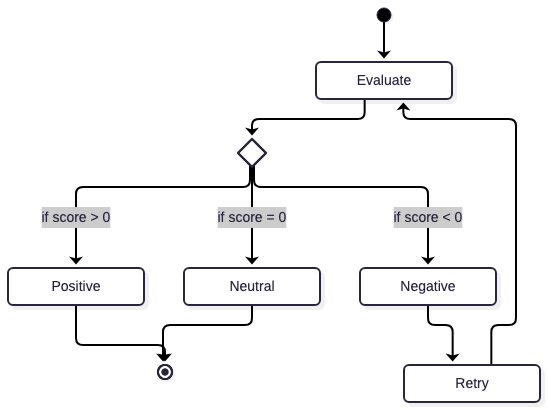 Evaluate
if score > 0
if score = 0
if score < 0
Positive
Neutral
Negative
Retry